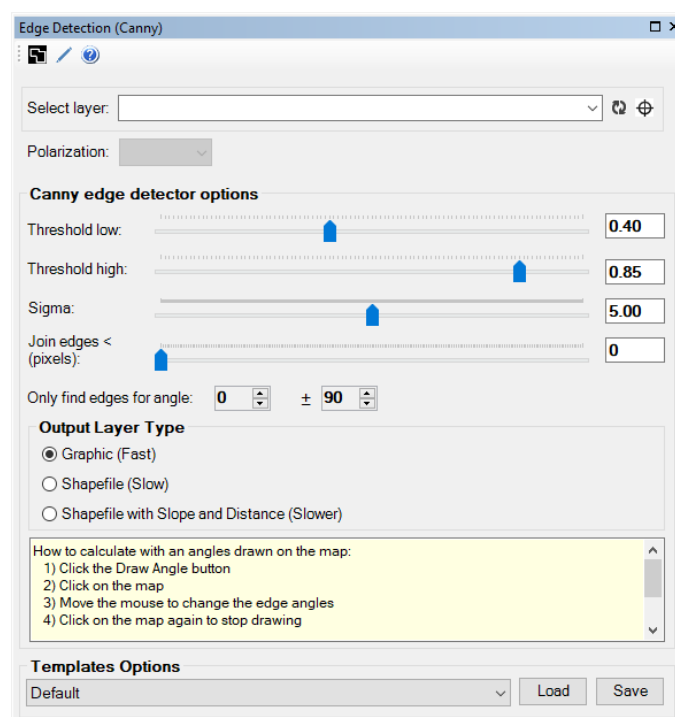 Edge Detection (Canny)
Select layer:
Polarization:
Canny edge detector options
Threshold low: 0.40
Threshold high: 0.85
Sigma: 5.00
Join edges <
(pixels): 0
Only find edges for angle: 0 ± 90
Output Layer Type
Graphic (Fast)
Shapefile (Slow)
Shapefile with Slope and Distance (Slower)
How to calculate with an angles drawn on the map:
1) Click the Draw Angle button
2) Click on the map
3) Move the mouse to change the edge angles
4) Click on the map again to stop drawing
Templates Options
Default Load Save